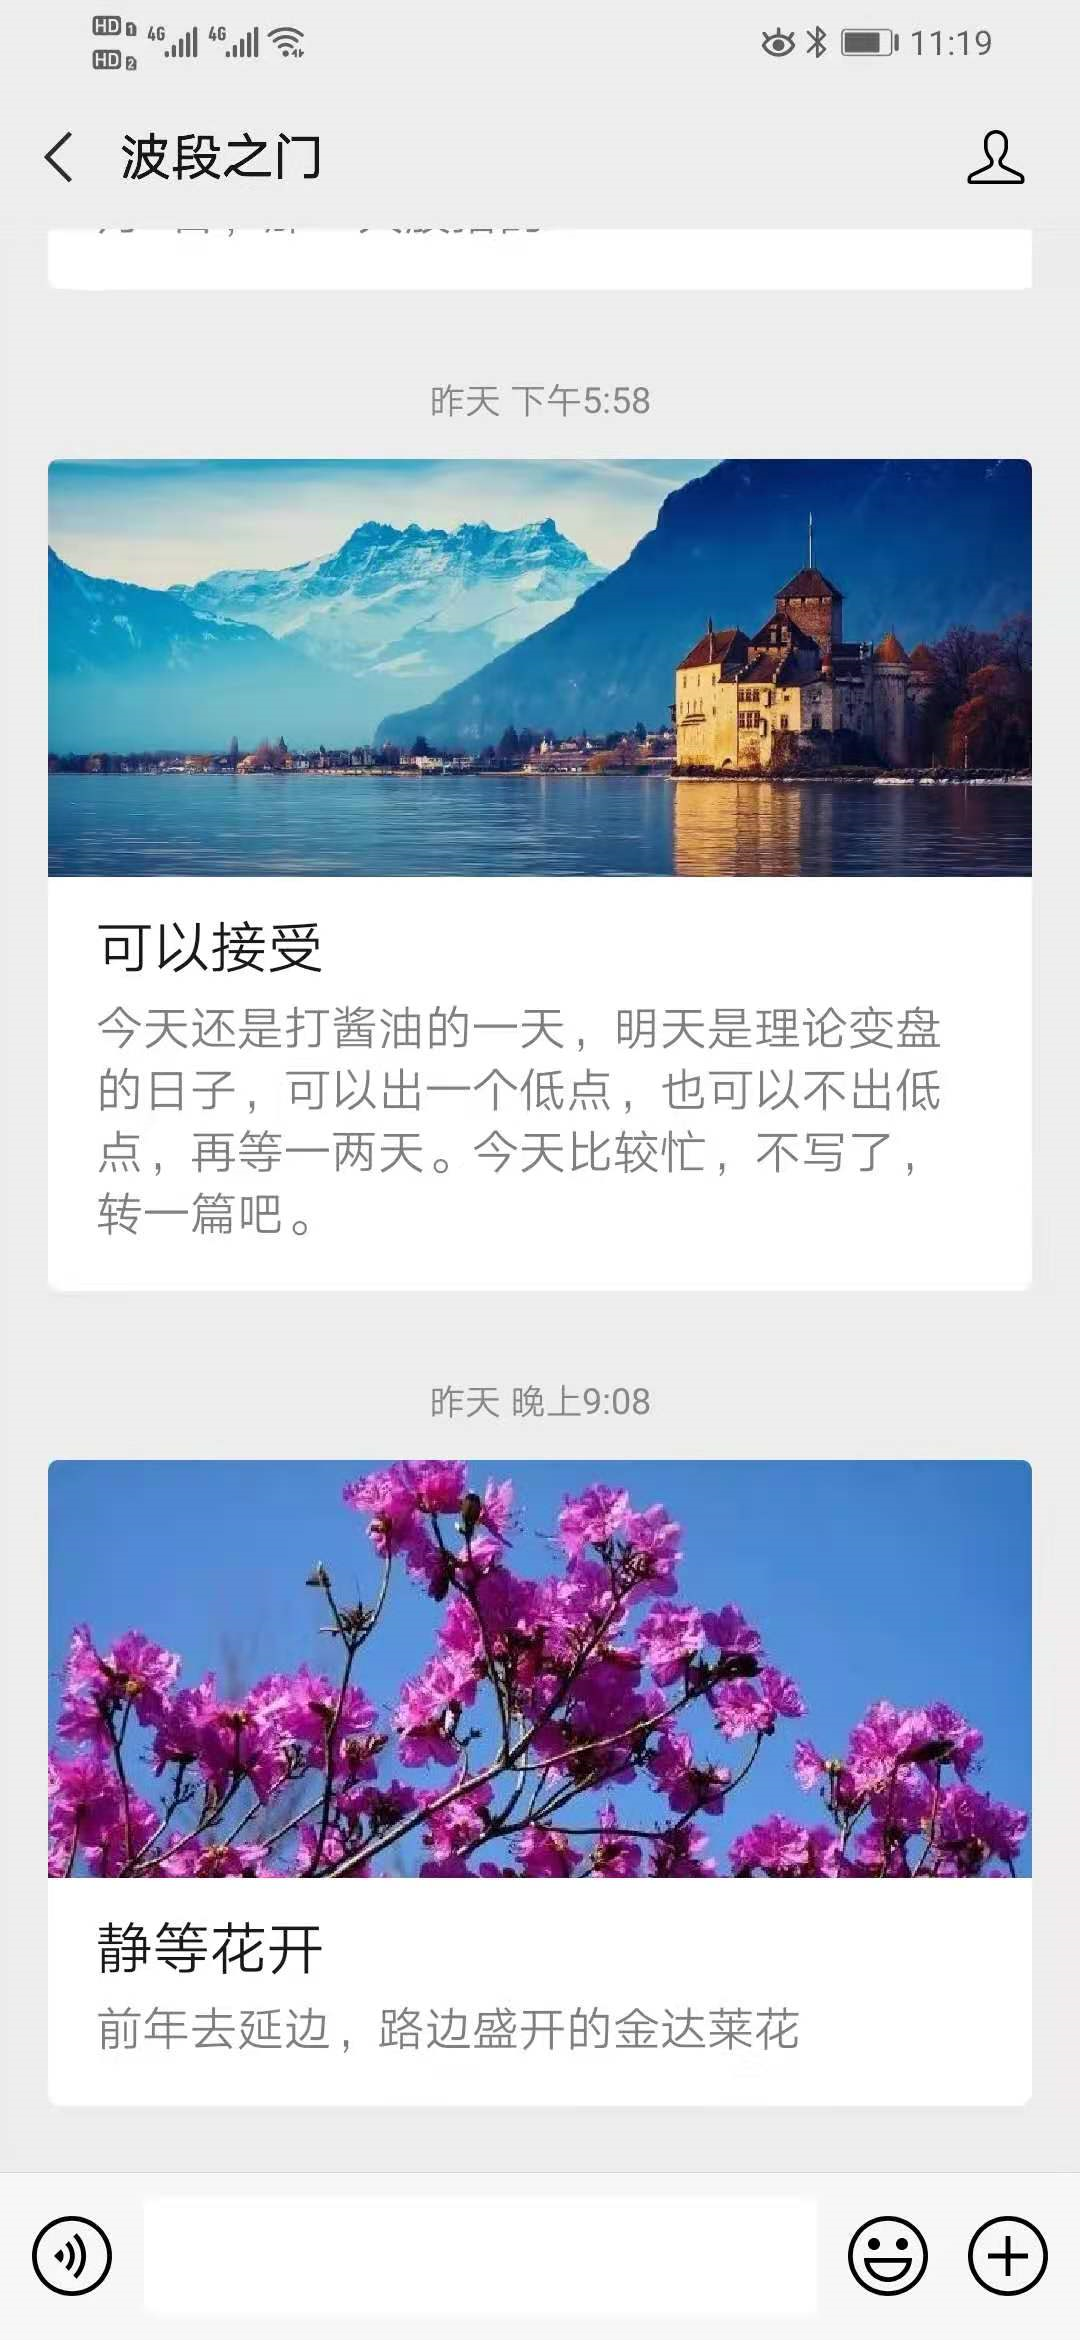 HD 1 4G 4G
HD 2
11:19
波段之门
昨天 下午5:58
可以接受
今天还是打酱油的一天，明天是理论变盘
的日子，可以出一个低点，也可以不出低
点，再等一两天。今天比较忙，不写了，
转一篇吧。
昨天 晚上9:08
静等花开
前年去延边，路边盛开的金达莱花